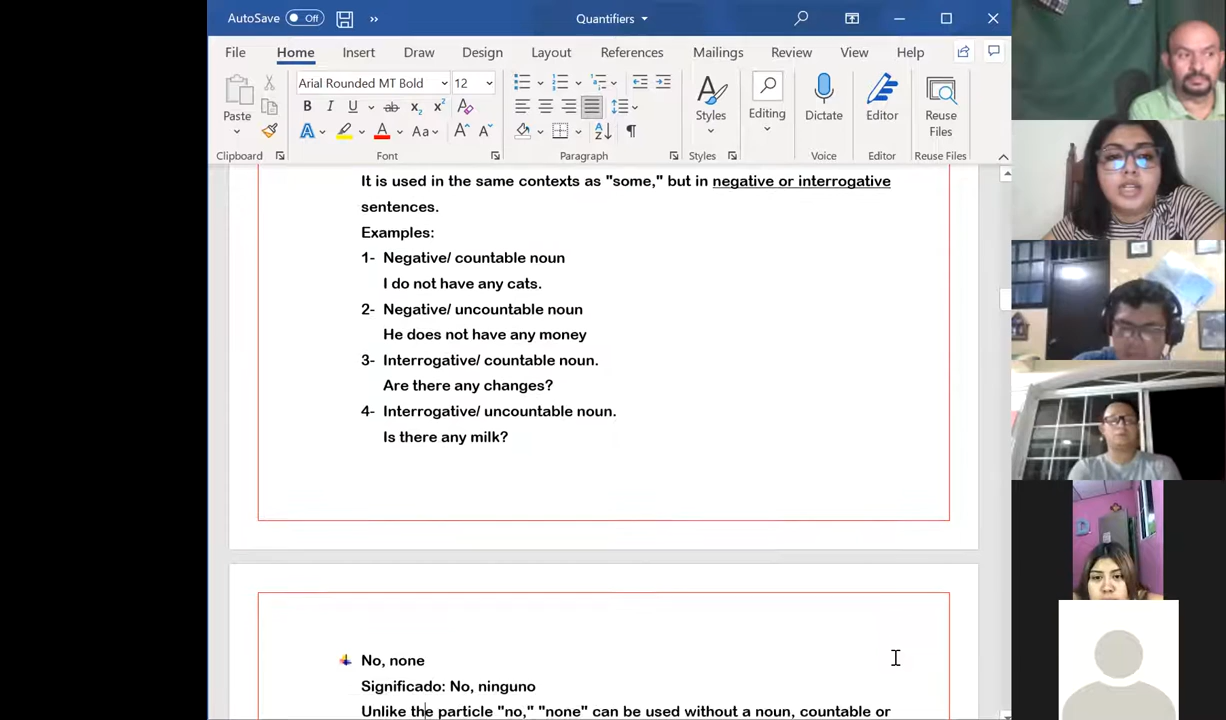 AutoSave Off Quantifiers
File Home Insert Draw Design Layout References Mailings Review View Help
Arial Rounded MT Bold 12
Paste
B I U ab x₂ x²
A A Aa A A
Styles Editing Dictate Editor Reuse Files
Clipboard Font Paragraph Styles Voice Editor Reuse Files
It is used in the same contexts as "some," but in negative or interrogative
sentences.
Examples:
1- Negative/ countable noun
I do not have any cats.
2- Negative/ uncountable noun
He does not have any money
3- Interrogative/ countable noun.
Are there any changes?
4- Interrogative/ uncountable noun.
Is there any milk?
No, none
Significado: No, ninguno
Unlike the particle "no," "none" can be used without a noun, countable or